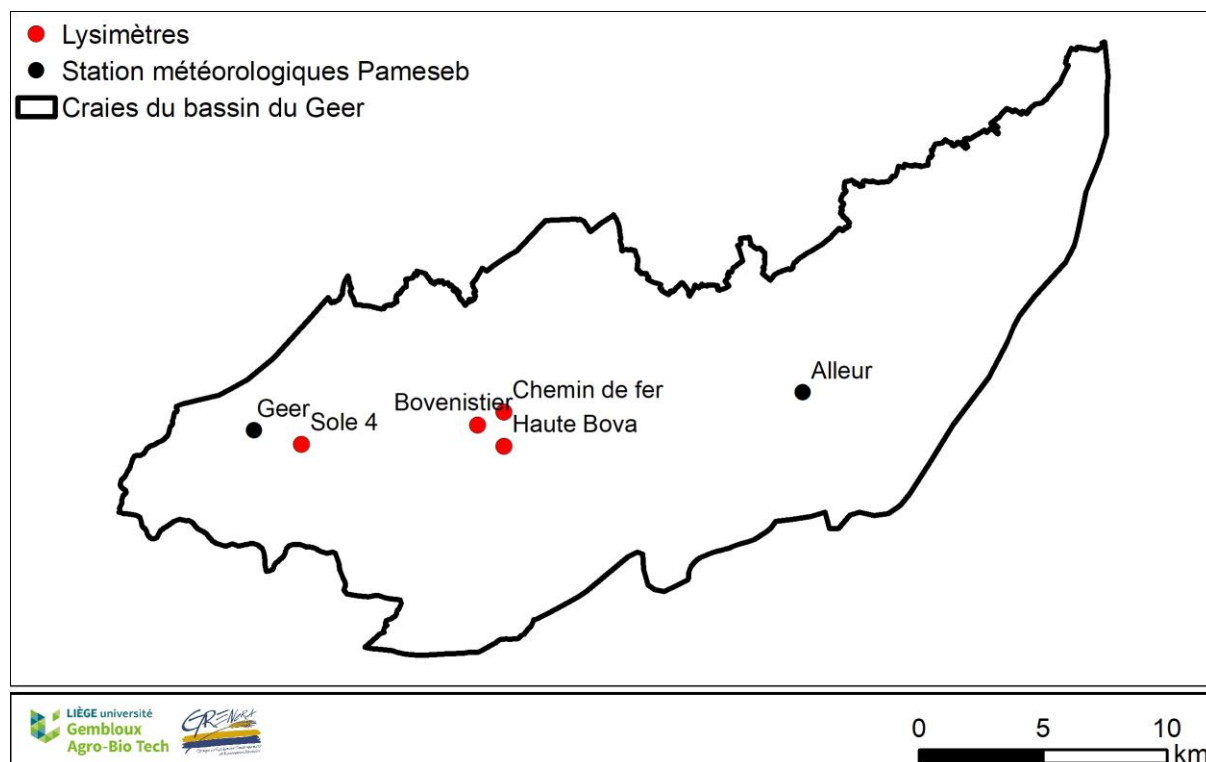 Lysimètres
Station météorologiques Pameseb
Craies du bassin du Geer
Alleur
Chemin de fer
Bovenistier
Haute Bova
Geer
Sole 4
LIÈGE université
Gembloux
Agro-Bio Tech
GRENeRA
0 5 10
km